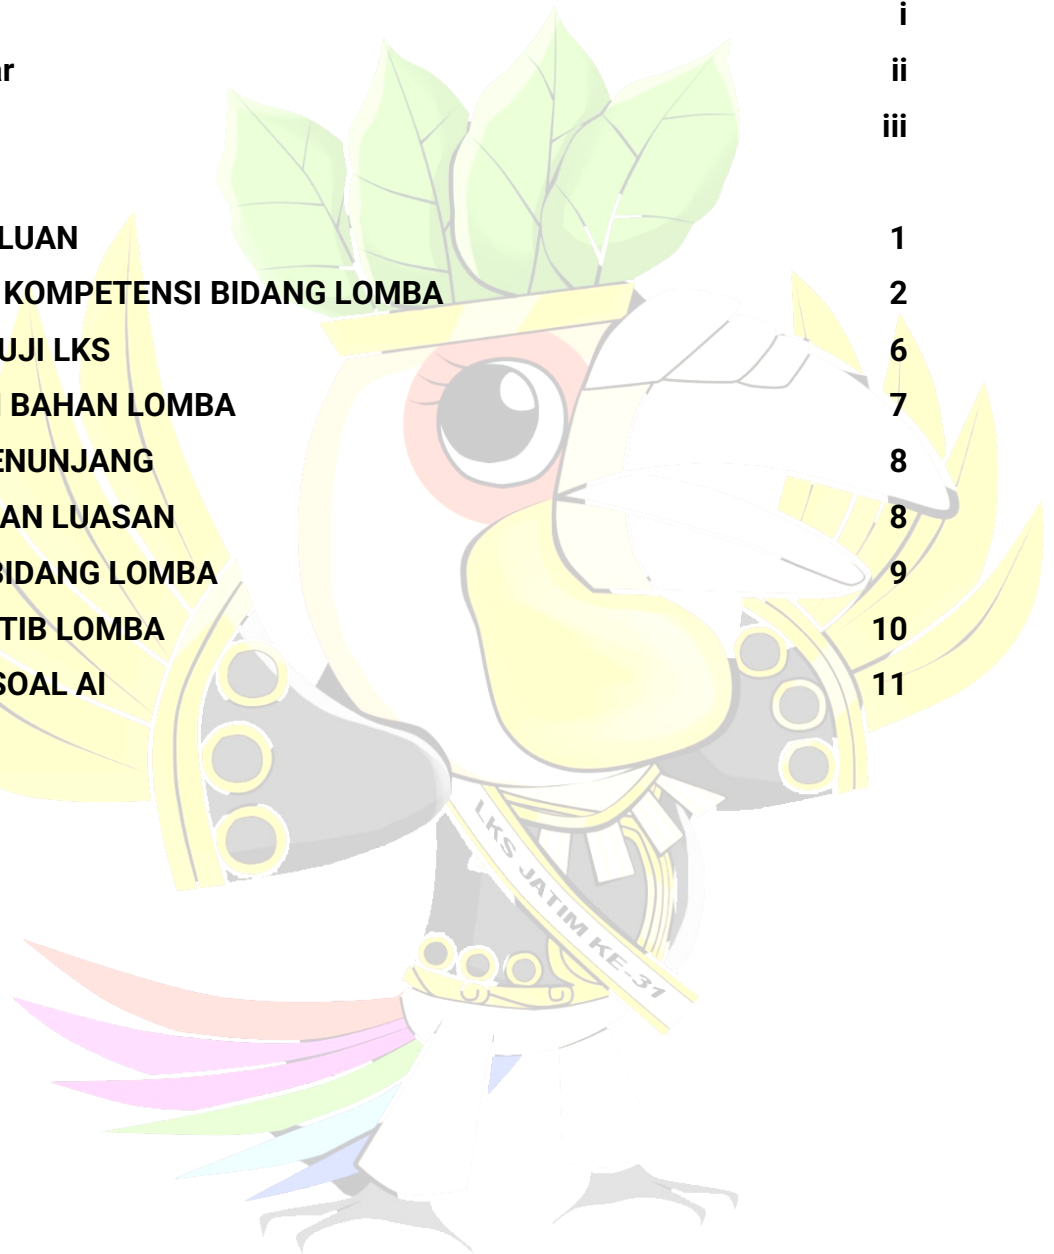 i
ar ii
iii
LUAN 1
KOMPETENSI BIDANG LOMBA 2
UJI LKS 6
BAHAN LOMBA 7
ENUNJANG 8
AN LUASAN 8
BIDANG LOMBA 9
TIB LOMBA 10
SOAL AI 11
LKS JATIM KE-31